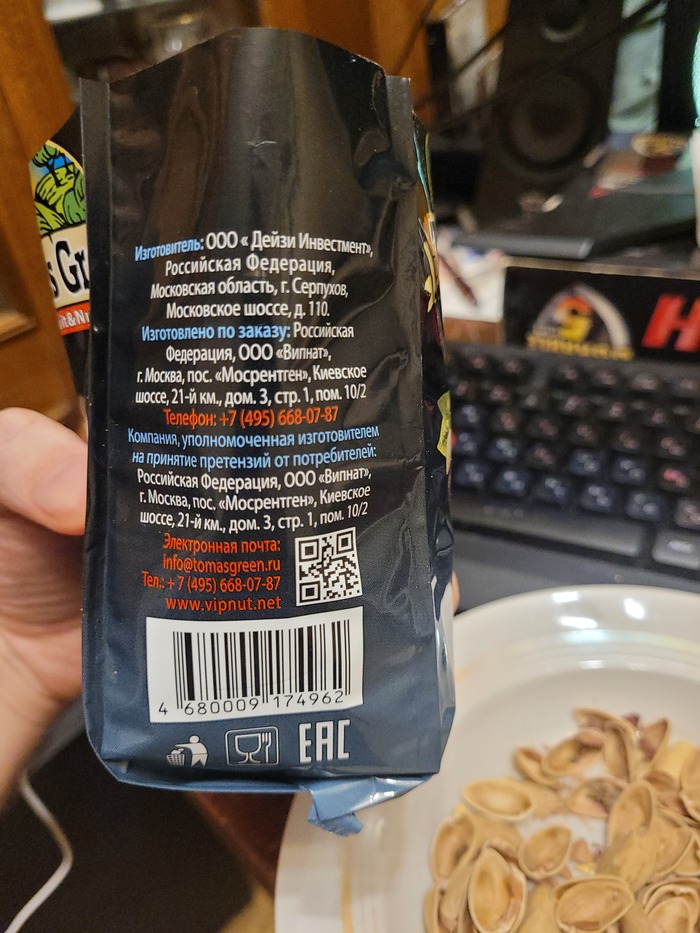 Изготовитель: ООО « Дейзи Инвестмент»,
Российская Федерация,
Московская область, г. Серпухов,
Московское шоссе, д. 110.
Изготовлено по заказу: Российская
Федерация, ООО «Випнат»,
г. Москва, пос. «Мосрентген», Киевское
шоссе, 21-й км., дом. 3, стр. 1, пом. 10/2
Телефон: +7 (495) 668-07-87
Компания, уполномоченная изготовителем
на принятие претензий от потребителей:
Российская Федерация, ООО «Випнат»,
г. Москва, пос. «Мосрентген», Киевское
шоссе, 21-й км., дом. 3, стр. 1, пом. 10/2
Электронная почта:
info@tomasgreen.ru
Тел.: + 7 (495) 668-07-87
www.vipnut.net
4 680009 174962
EAC
s Gr